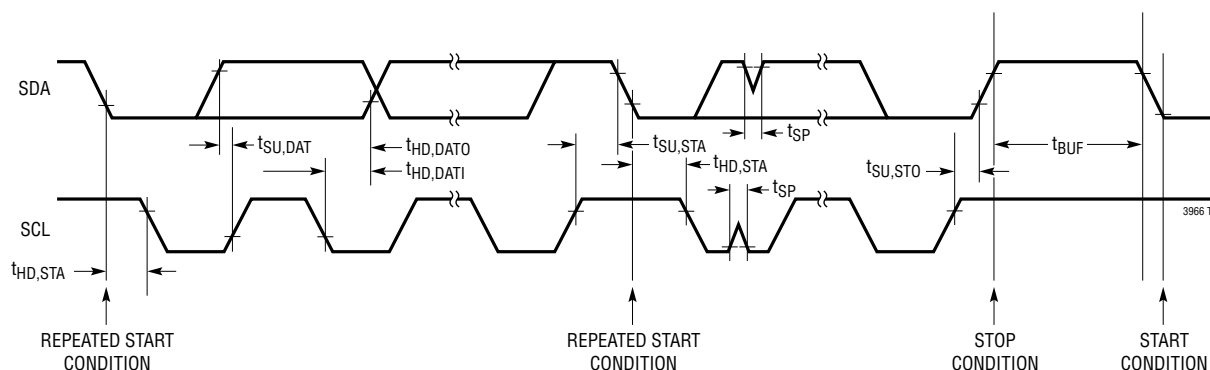 SDA
tSU,DAT
tHD,DATO
tHD,DATI
tSU,STA
tHD,STA
tSP
tSP
tSU,STO
tBUF
SCL
3966 T
tHD,STA
REPEATED START
CONDITION
REPEATED START
CONDITION
STOP
CONDITION
START
CONDITION